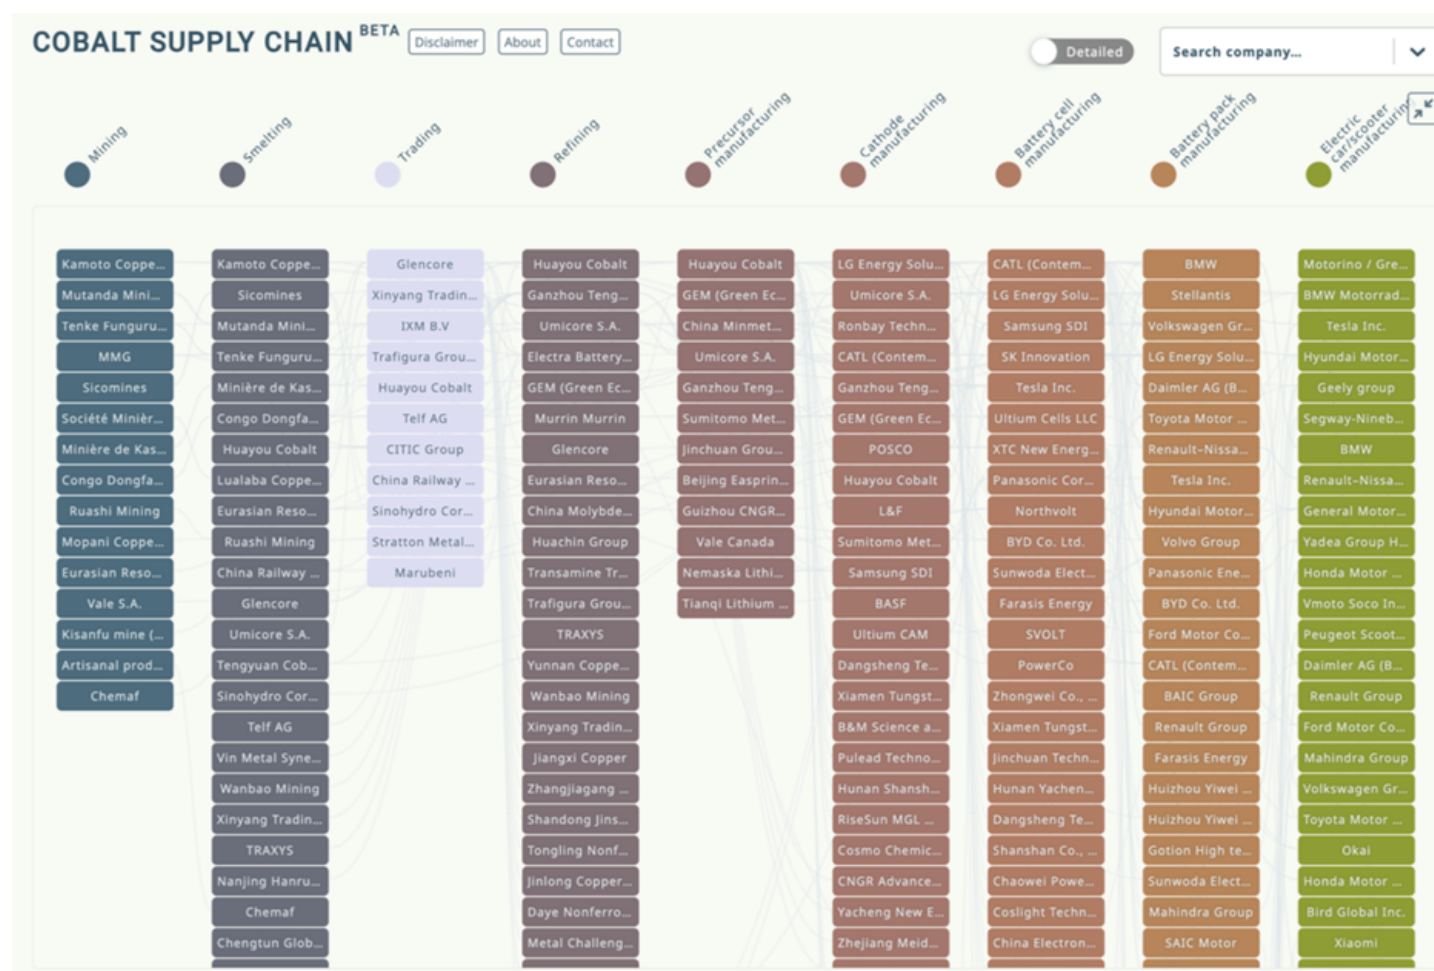 COBALT SUPPLY CHAIN BETA
Disclaimer
About
Contact
Detailed
Search company...
Mining
Smelting
Trading
Refining
Precursor
manufacturing
Cathode
manufacturing
Battery cell
manufacturing
Battery pack
manufacturing
Electric
car/scooter
manufacturing
Kamoto Coppe...
Mutanda Mini...
Tenke Funguru...
MMG
Sicomines
Société Minièr...
Minière de Kas...
Congo Dongfa...
Ruashi Mining
Mopani Coppe...
Eurasian Reso...
Vale S.A.
Kisanfu mine (...
Artisanal prod...
Chemaf
Kamoto Coppe...
Sicomines
Mutanda Mini...
Tenke Funguru...
Minière de Kas...
Congo Dongfa...
Huayou Cobalt
Lualaba Coppe...
Eurasian Reso...
Ruashi Mining
China Railway ...
Glencore
Umicore S.A.
Tengyuan Cob...
Sinohydro Cor...
Telf AG
Vin Metal Syne...
Wanbao Mining
Xinyang Tradin...
TRAXYS
Nanjing Hanru...
Chemaf
Chengtun Glob...
Glencore
Xinyang Tradin...
IXM B.V
Trafigura Grou...
Huayou Cobalt
Telf AG
CITIC Group
China Railway ...
Sinohydro Cor...
Stratton Metal...
Marubeni
Huayou Cobalt
Ganzhou Teng...
Umicore S.A.
Electra Battery...
GEM (Green Ec...
Murrin Murrin
Glencore
Eurasian Reso...
China Molybde...
Huachin Group
Transamine Tr...
Trafigura Grou...
TRAXYS
Yunnan Coppe...
Wanbao Mining
Xinyang Tradin...
Jiangxi Copper
Zhangjiagang ...
Shandong Jins...
Tongling Nonf...
Jinlong Copper...
Daye Nonferro...
Metal Challeng...
Huayou Cobalt
GEM (Green Ec...
China Minmet...
Umicore S.A.
Ganzhou Teng...
Sumitomo Met...
Jinchuan Grou...
Beijing Easprin...
Guizhou CNGR...
Vale Canada
Nemaska Lithi...
Tianqi Lithium ...
LG Energy Solu...
Umicore S.A.
Ronbay Techn...
CATL (Contem...
Ganzhou Teng...
GEM (Green Ec...
POSCO
Huayou Cobalt
L&F
Sumitomo Met...
Samsung SDI
BASF
Ultium CAM
Dangsheng Te...
Xiamen Tungst...
B&M Science a...
Pulead Techno...
Hunan Shansh...
RiseSun MGL ...
Cosmo Chemic...
CNGR Advance...
Yacheng New E...
Zhejiang Meid...
CATL (Contem...
LG Energy Solu...
Samsung SDI
SK Innovation
Tesla Inc.
Ultium Cells LLC
XTC New Energ...
Panasonic Cor...
Northvolt
BYD Co. Ltd.
Sunwoda Elect...
Farasis Energy
SVOLT
PowerCo
Zhongwei Co., ...
Xiamen Tungst...
Jinchuan Techn...
Hunan Yachen...
Dangsheng Te...
Shanshan Co., ...
Chaowei Powe...
Coslight Techn...
China Electron...
BMW
Stellantis
Volkswagen Gr...
LG Energy Solu...
Daimler AG (B...
Toyota Motor ...
Renault–Nissa...
Tesla Inc.
Hyundai Motor...
Volvo Group
Panasonic Ene...
BYD Co. Ltd.
Ford Motor Co...
CATL (Contem...
BAIC Group
Renault Group
Farasis Energy
Huizhou Yiwei ...
Huizhou Yiwei ...
Gotion High te...
Sunwoda Elect...
Mahindra Group
SAIC Motor
Motorino / Gre...
BMW Motorrad...
Tesla Inc.
Hyundai Motor...
Geely group
Segway-Nineb...
BMW
Renault–Nissa...
General Motor...
Yadea Group H...
Honda Motor ...
Vmoto Soco In...
Peugeot Scoot...
Daimler AG (B...
Renault Group
Ford Motor Co...
Mahindra Group
Volkswagen Gr...
Toyota Motor ...
Okai
Honda Motor ...
Bird Global Inc.
Xiaomi